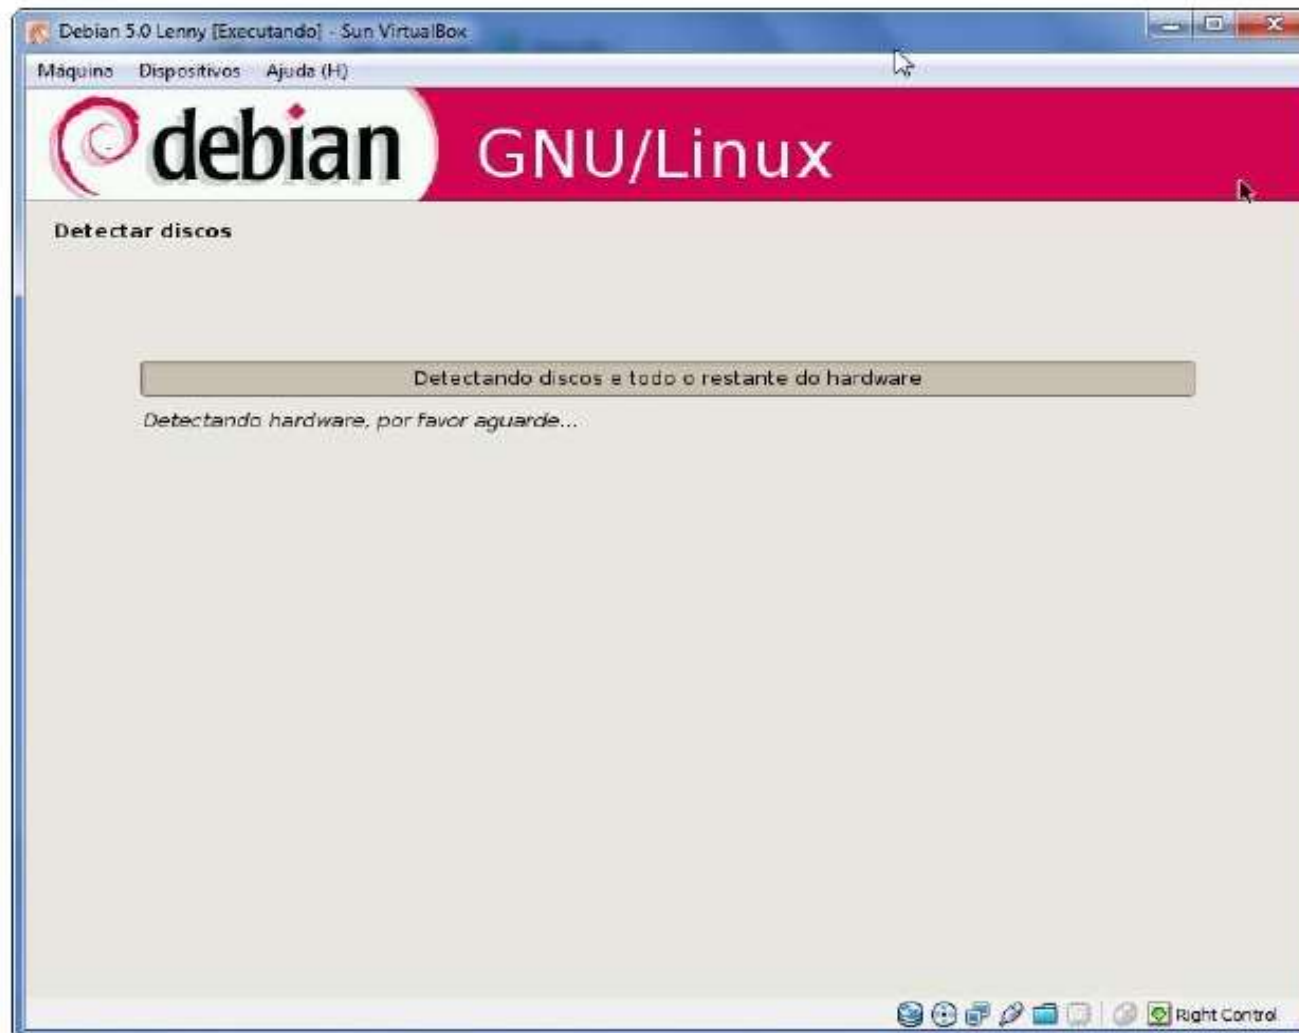 Debian 5.0 Lenny [Executando] - Sun VirtualBox
Máquina Dispositivos Ajuda (H)
debian GNU/Linux
Detectar discos
Detectando discos e todo o restante do hardware
Detectando hardware, por favor aguarde...
Right Control